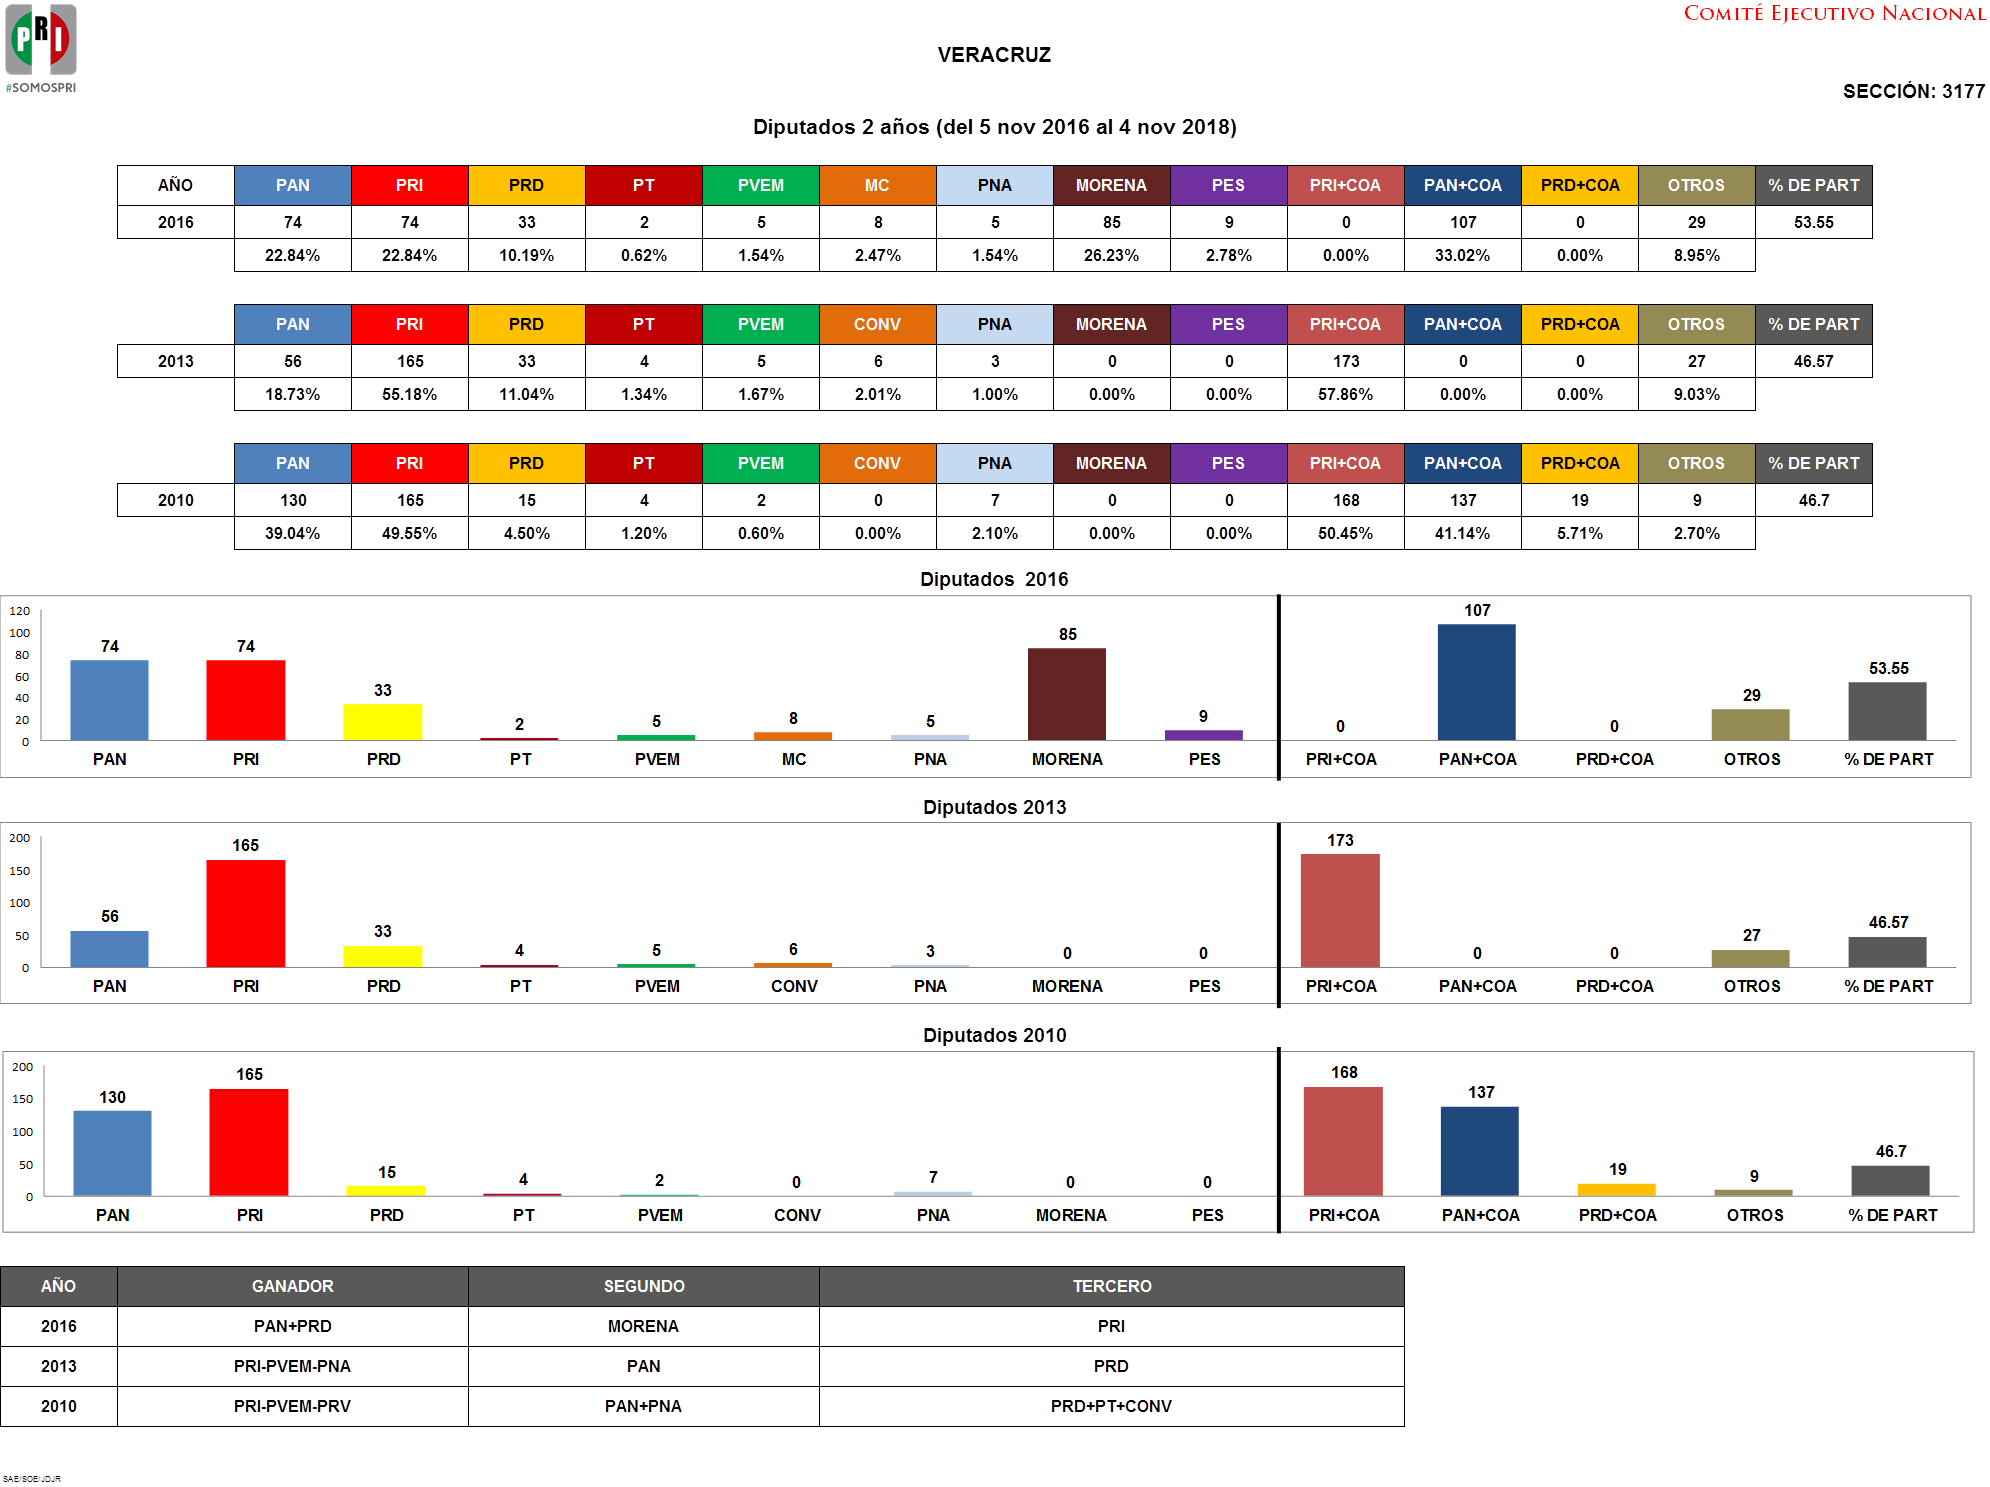 PRI
#SOMOSPRI
COMITÉ EJECUTIVO NACIONAL
VERACRUZ
SECCIÓN: 3177
Diputados 2 años (del 5 nov 2016 al 4 nov 2018)
AÑO PAN PRI PRD PT PVEM MC PNA MORENA PES PRI+COA PAN+COA PRD+COA OTROS % DE PART
2016 74 74 33 2 5 8 5 85 9 0 107 0 29 53.55
22.84% 22.84% 10.19% 0.62% 1.54% 2.47% 1.54% 26.23% 2.78% 0.00% 33.02% 0.00% 8.95%
PAN PRI PRD PT PVEM CONV PNA MORENA PES PRI+COA PAN+COA PRD+COA OTROS % DE PART
2013 56 165 33 4 5 6 3 0 0 173 0 0 27 46.57
18.73% 55.18% 11.04% 1.34% 1.67% 2.01% 1.00% 0.00% 0.00% 57.86% 0.00% 0.00% 9.03%
PAN PRI PRD PT PVEM CONV PNA MORENA PES PRI+COA PAN+COA PRD+COA OTROS % DE PART
2010 130 165 15 4 2 0 7 0 0 168 137 19 9 46.7
39.04% 49.55% 4.50% 1.20% 0.60% 0.00% 2.10% 0.00% 0.00% 50.45% 41.14% 5.71% 2.70%
Diputados 2016
120
100
80
60
40
20
0
74 74 33 2 5 8 5 85 9 0 107 0 29 53.55
PAN PRI PRD PT PVEM MC PNA MORENA PES PRI+COA PAN+COA PRD+COA OTROS % DE PART
Diputados 2013
200
150
100
50
0
56 165 33 4 5 6 3 0 0 173 0 0 27 46.57
PAN PRI PRD PT PVEM CONV PNA MORENA PES PRI+COA PAN+COA PRD+COA OTROS % DE PART
Diputados 2010
200
150
100
50
0
130 165 15 4 2 0 7 0 0 168 137 19 9 46.7
PAN PRI PRD PT PVEM CONV PNA MORENA PES PRI+COA PAN+COA PRD+COA OTROS % DE PART
AÑO GANADOR SEGUNDO TERCERO
2016 PAN+PRD MORENA PRI
2013 PRI-PVEM-PNA PAN PRD
2010 PRI-PVEM-PRV PAN+PNA PRD+PT+CONV
SAE/SOE/JDJR